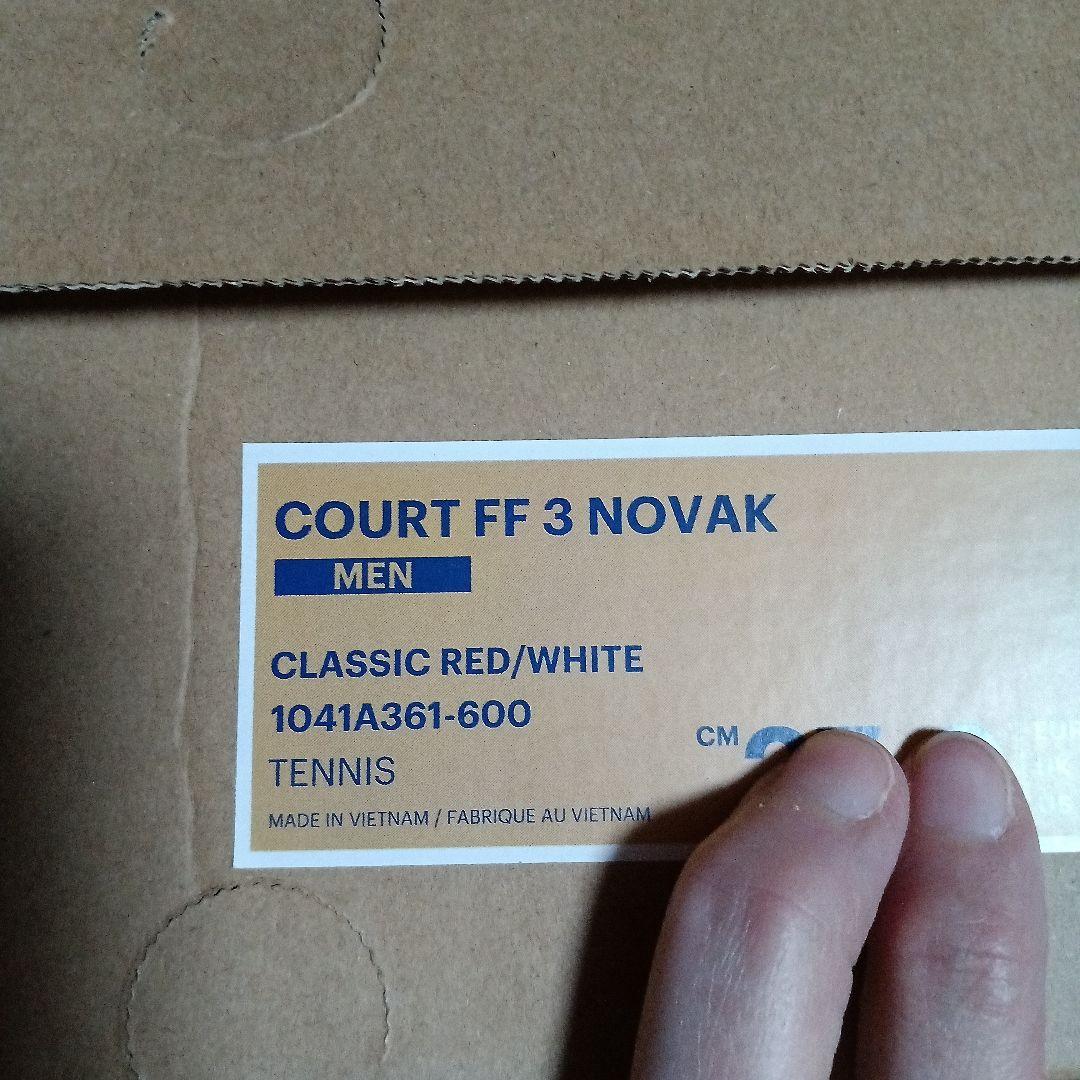 COURT FF 3 NOVAK
MEN
CLASSIC RED/WHITE
1041A361-600
TENNIS
CM
MADE IN VIETNAM / FABRIQUE AU VIETNAM